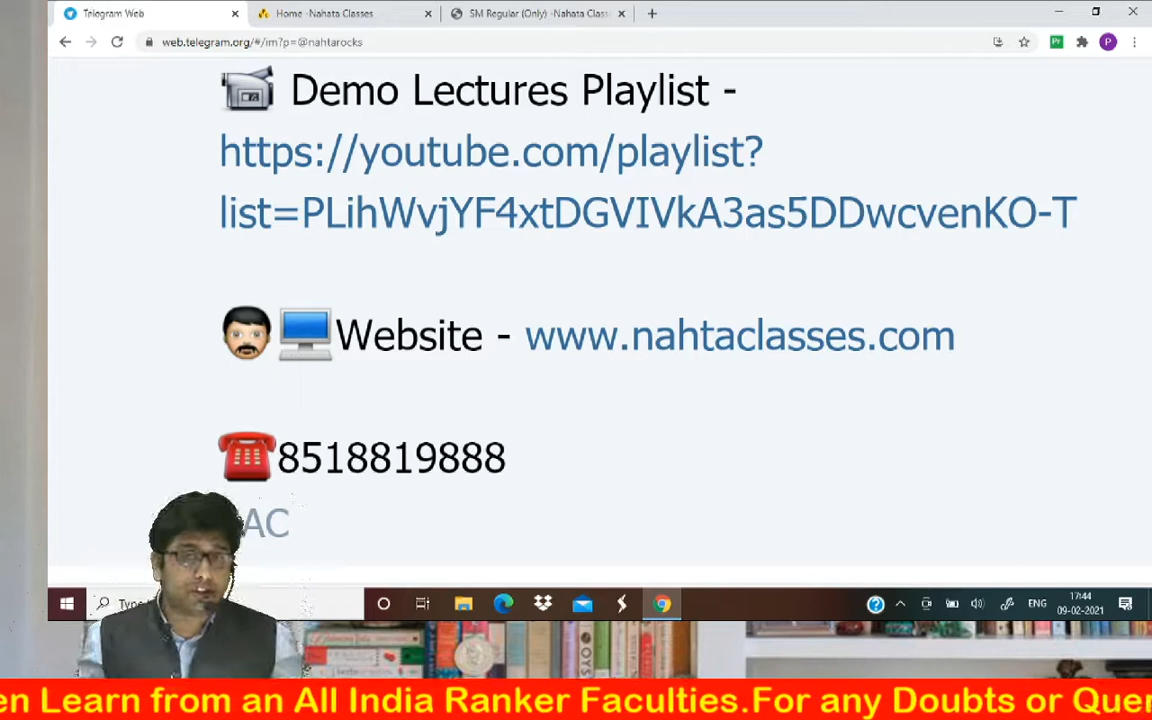 Telegram Web
Home -Nahata Classes
SM Regular (Only) -Nahata Class
web.telegram.org/#/im?p=@nahtarocks
Demo Lectures Playlist -
https://youtube.com/playlist?
list=PLihWvjYF4xtDGVIVkA3as5DDwcvenKO-T
Website - www.nahtaclasses.com
8518819888
AC
Type
ENG
17:44
09-02-2021
en Learn from an All India Ranker Faculties.For any Doubts or Quer